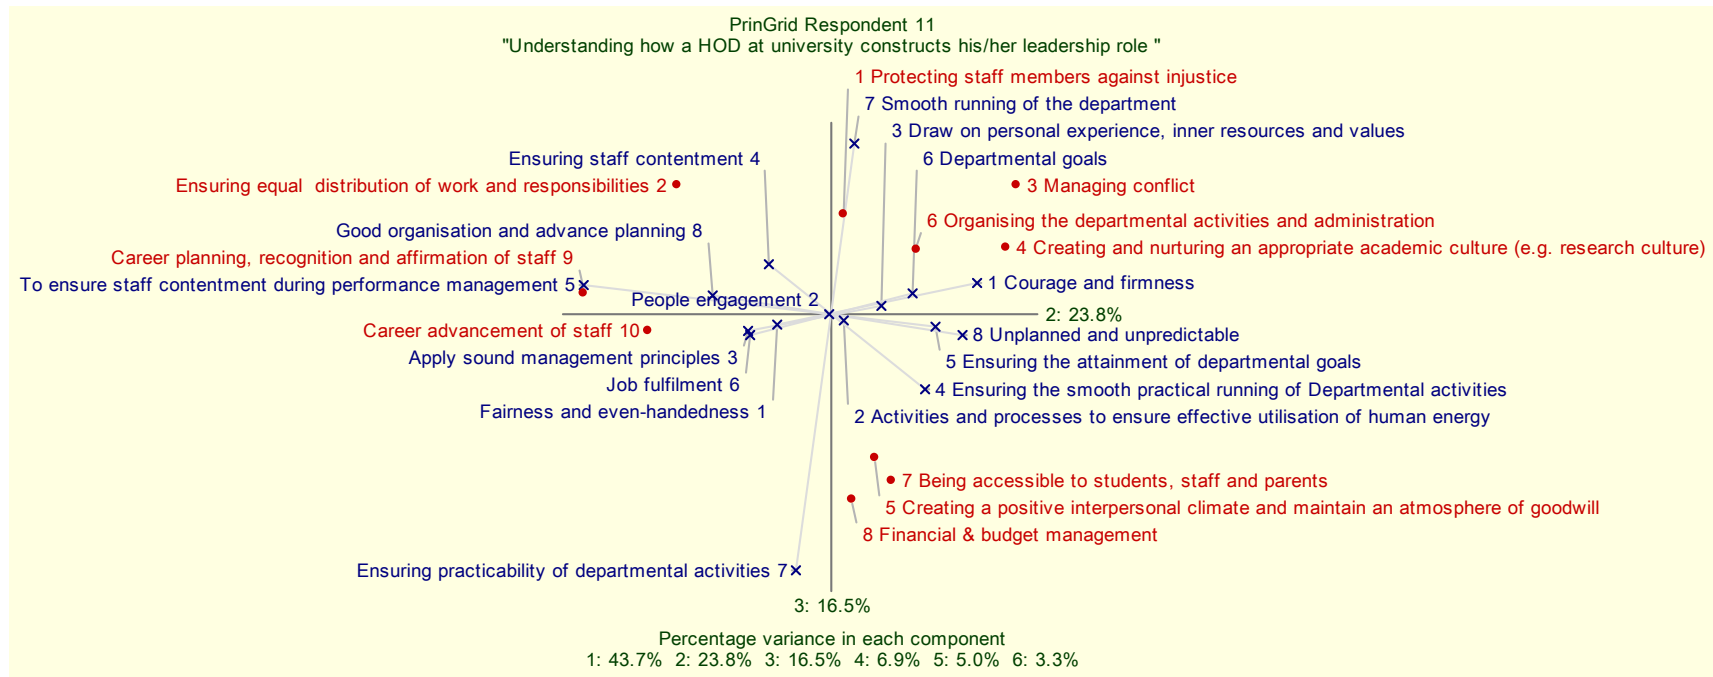 PrinGrid Respondent 11
"Understanding how a HOD at university constructs his/her leadership role "
1 Protecting staff members against injustice
7 Smooth running of the department
3 Draw on personal experience, inner resources and values
Ensuring staff contentment 4
6 Departmental goals
Ensuring equal distribution of work and responsibilities 2
3 Managing conflict
6 Organising the departmental activities and administration
Good organisation and advance planning 8
4 Creating and nurturing an appropriate academic culture (e.g. research culture)
Career planning, recognition and affirmation of staff 9
To ensure staff contentment during performance management 5
1 Courage and firmness
People engagement 2
2: 23.8%
Career advancement of staff 10
8 Unplanned and unpredictable
Apply sound management principles 3
5 Ensuring the attainment of departmental goals
Job fulfilment 6
4 Ensuring the smooth practical running of Departmental activities
Fairness and even-handedness 1
2 Activities and processes to ensure effective utilisation of human energy
7 Being accessible to students, staff and parents
5 Creating a positive interpersonal climate and maintain an atmosphere of goodwill
8 Financial & budget management
Ensuring practicability of departmental activities 7
3: 16.5%
Percentage variance in each component
1: 43.7% 2: 23.8% 3: 16.5% 4: 6.9% 5: 5.0% 6: 3.3%